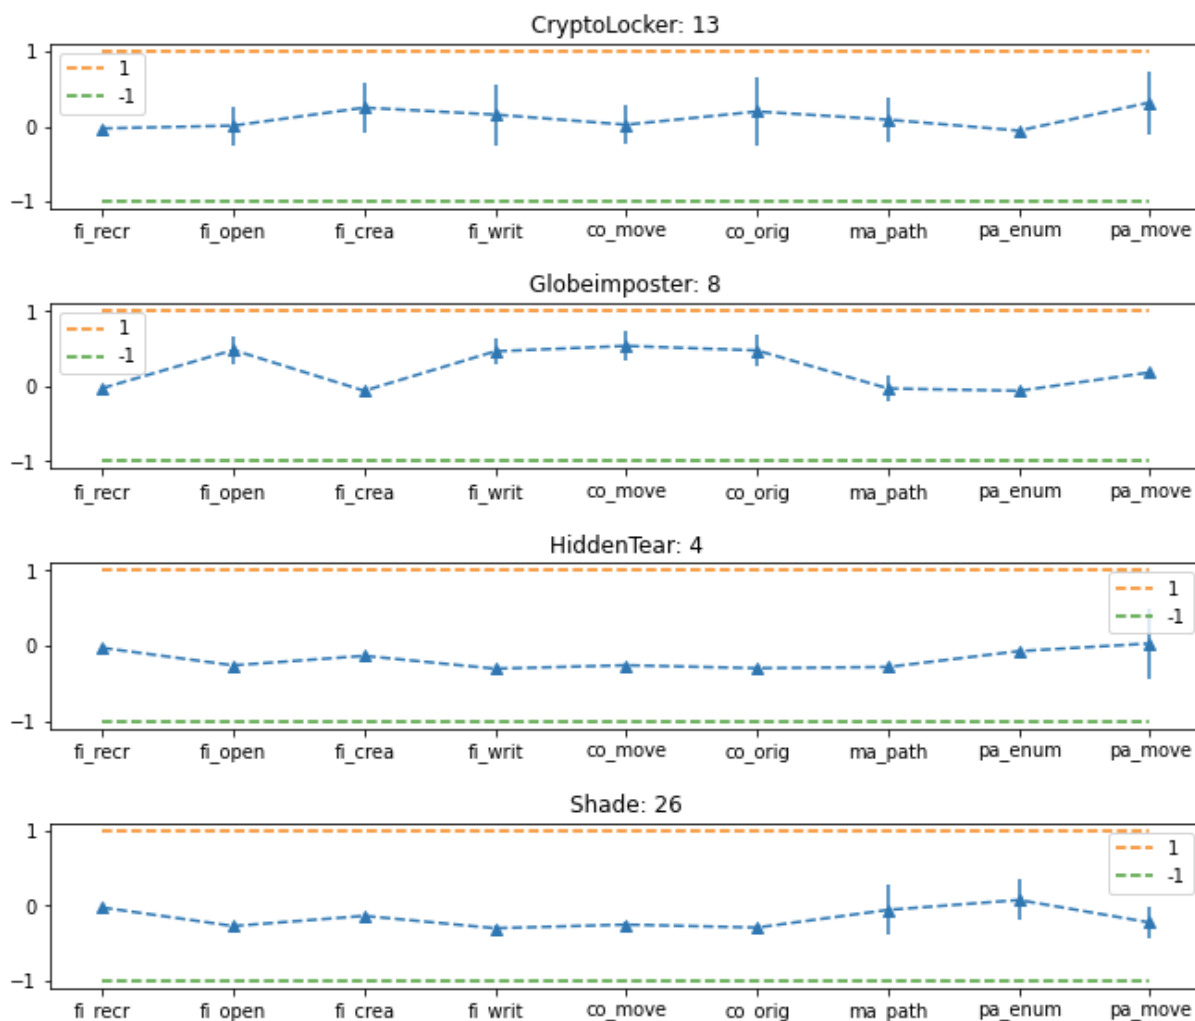 CryptoLocker: 13
1
1
-1
0
−1
fi_recr fi_open fi_crea fi_writ co_move co_orig ma_path pa_enum pa_move
Globeimposter: 8
1
1
-1
0
−1
fi_recr fi_open fi_crea fi_writ co_move co_orig ma_path pa_enum pa_move
HiddenTear: 4
1
1
-1
0
−1
fi_recr fi_open fi_crea fi_writ co_move co_orig ma_path pa_enum pa_move
Shade: 26
1
1
-1
0
−1
fi_recr fi_open fi_crea fi_writ co_move co_orig ma_path pa_enum pa_move